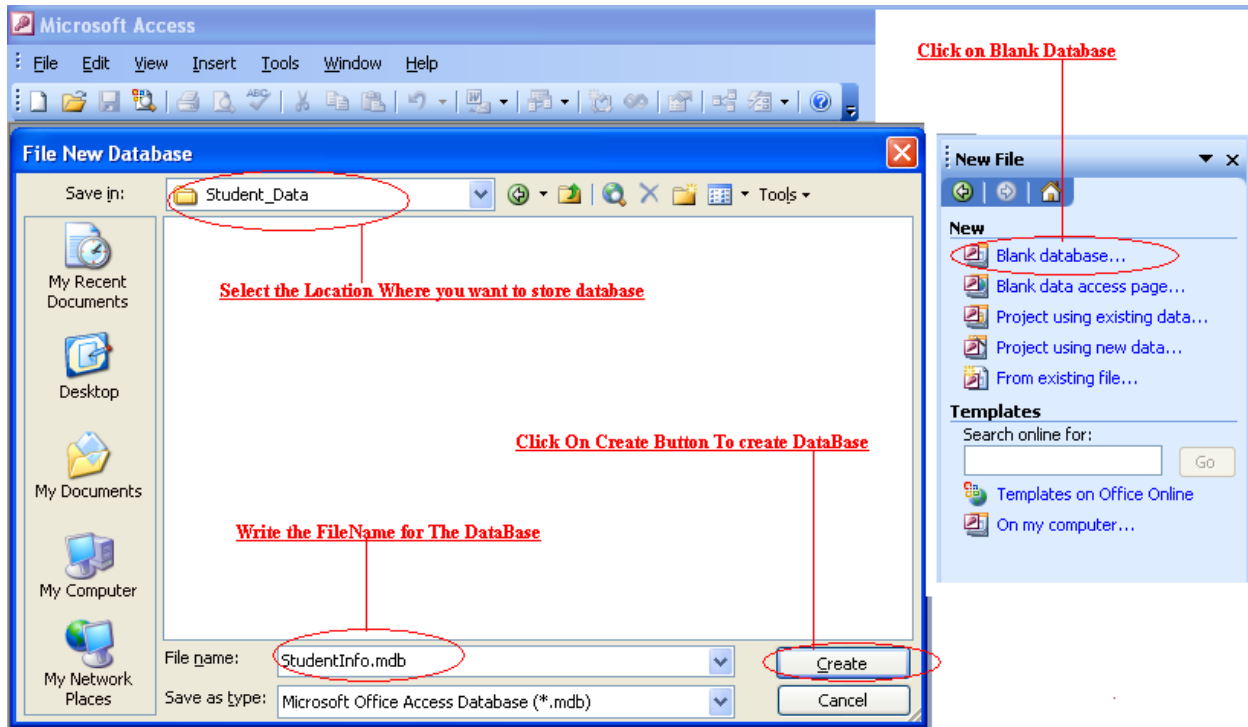 Microsoft Access
File Edit View Insert Tools Window Help
Click on Blank Database
File New Database
Save in:
Student_Data
Tools
My Recent
Documents
Desktop
My Documents
My Computer
My Network
Places
Select the Location Where you want to store database
Click On Create Button To create DataBase
Write the FileName for The DataBase
File name:
StudentInfo.mdb
Create
Save as type:
Microsoft Office Access Database (*.mdb)
Cancel
New File
New
Blank database...
Blank data access page...
Project using existing data...
Project using new data...
From existing file...
Templates
Search online for:
Go
Templates on Office Online
On my computer...